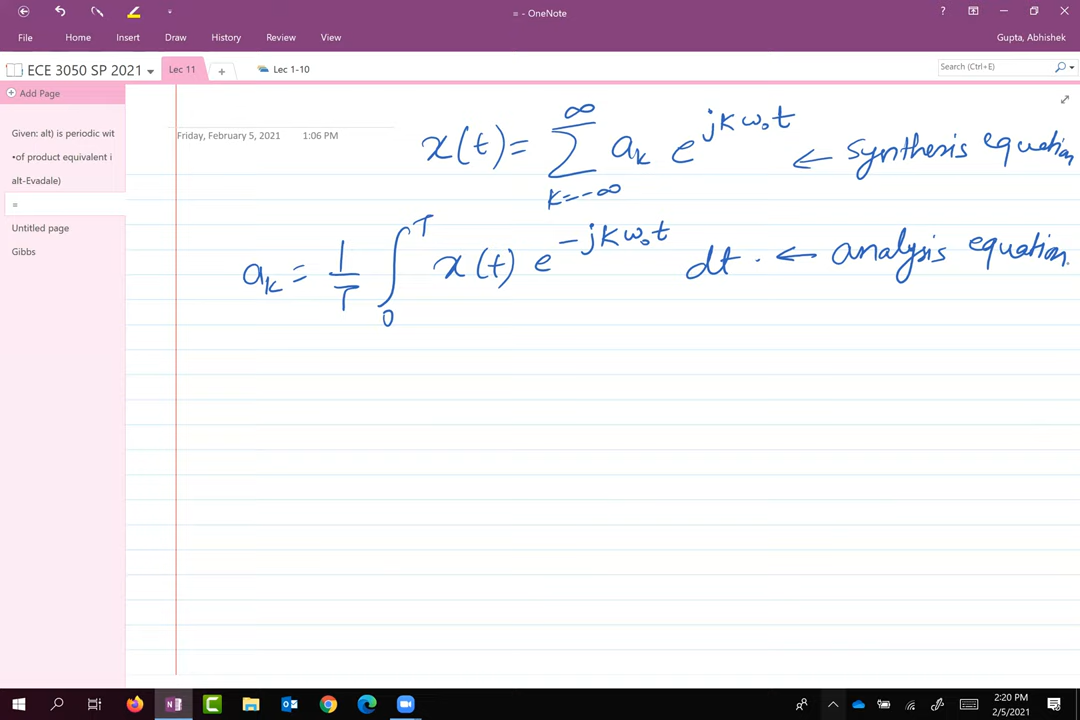 = - OneNote
File Home Insert Draw History Review View Gupta, Abhishek
ECE 3050 SP 2021 Lec 11 Lec 1-10 Search (Ctrl+E)
Add Page
Friday, February 5, 2021 1:06 PM
Given: alt) is periodic wit
•of product equivalent i
alt-Evadale)
=
Untitled page
Gibbs
x(t) = ∑_{k=-∞}^{∞} a_k e^{jkω₀t} ← synthesis equation
a_k = 1/T ∫_0^T x(t) e^{-jkω₀t} dt. ← analysis equation.
2:20 PM
2/5/2021